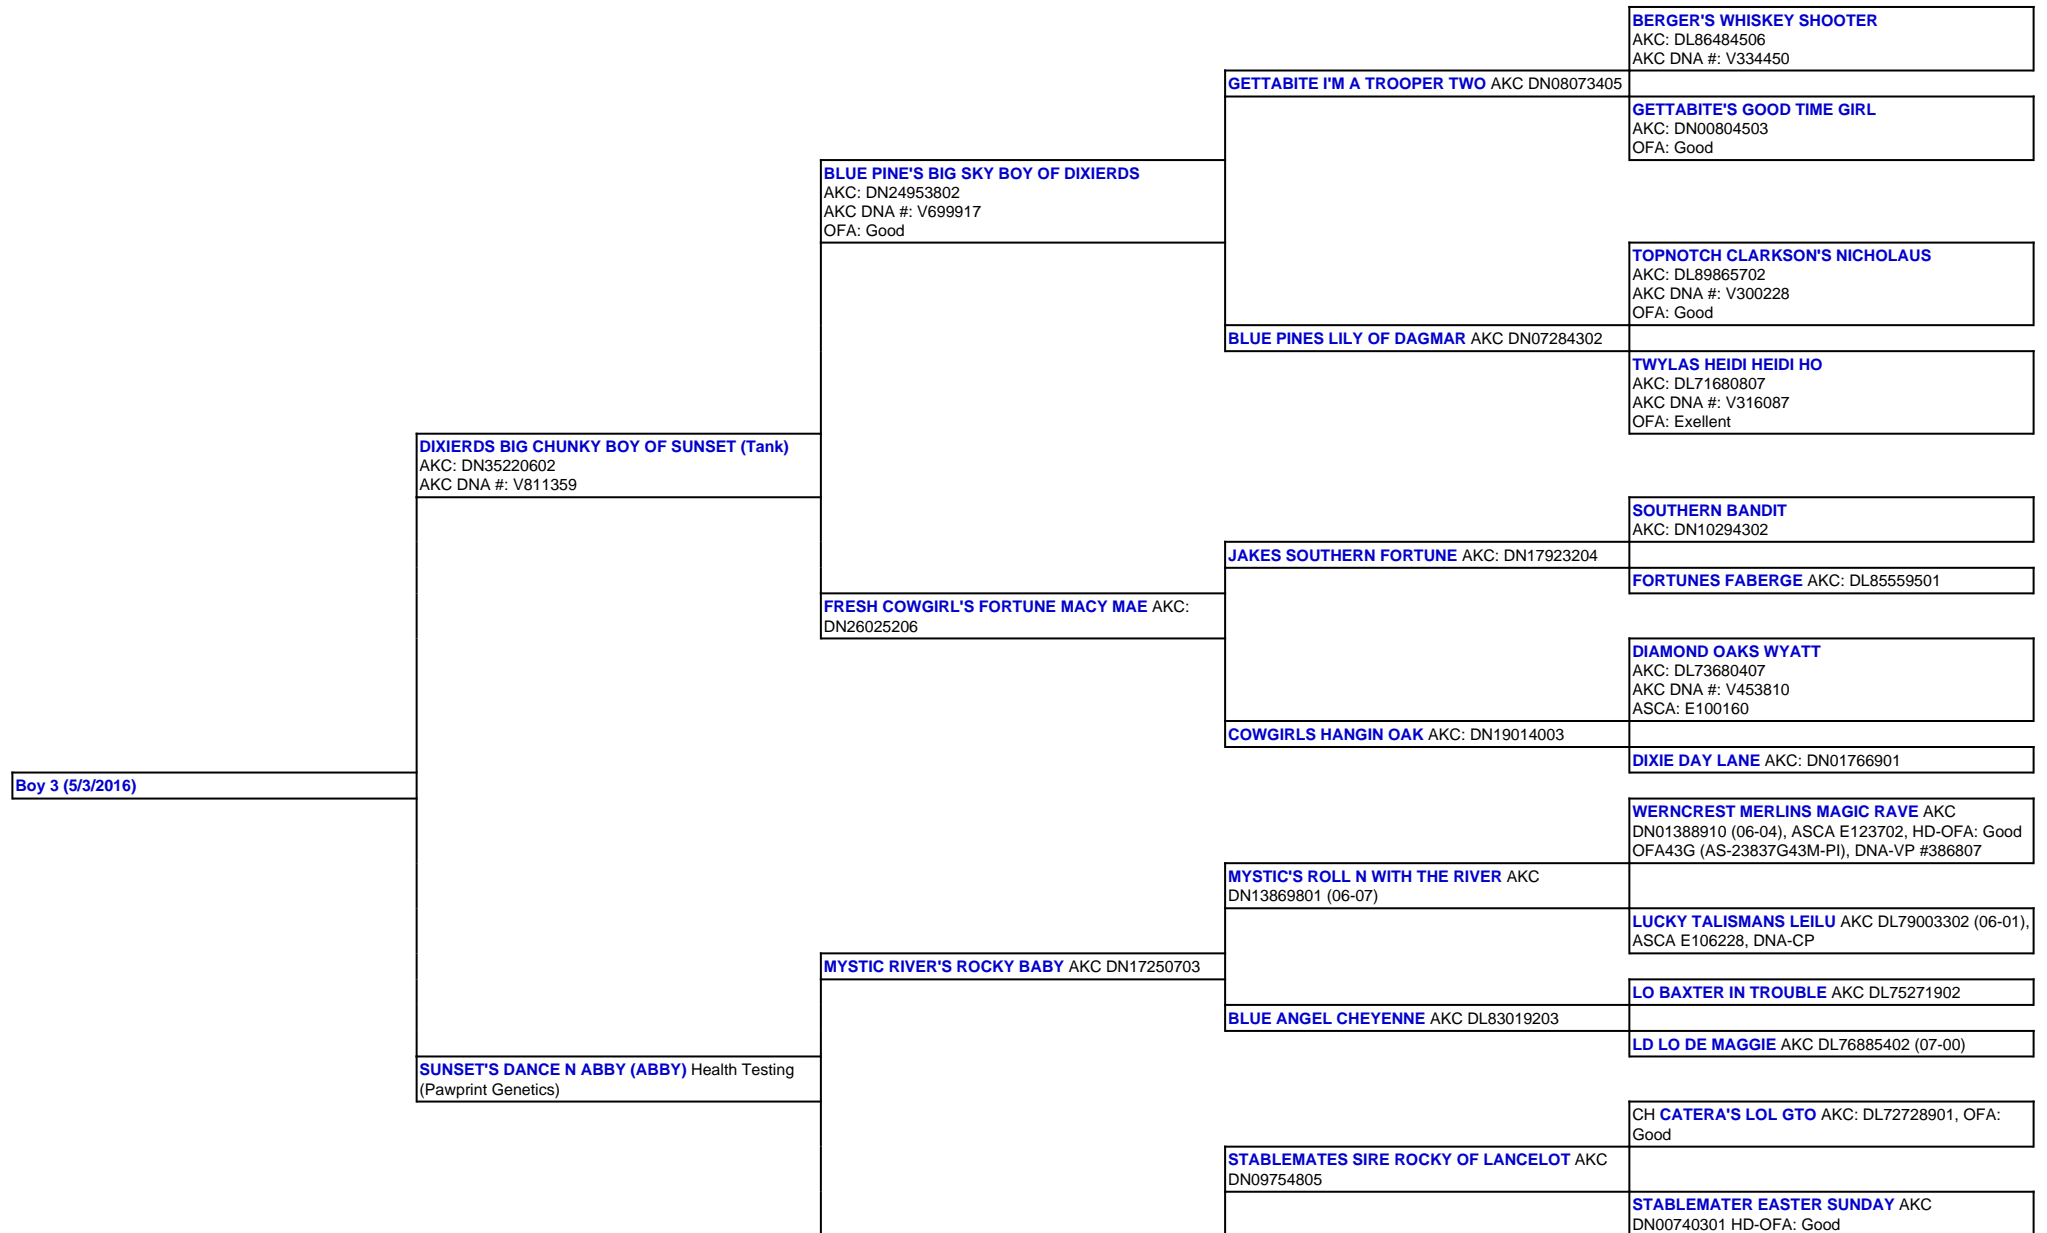 BERGER'S WHISKEY SHOOTER
AKC: DL86484506
AKC DNA #: V334450
GETTABITE I'M A TROOPER TWO AKC DN08073405
GETTABITE'S GOOD TIME GIRL
AKC: DN00804503
OFA: Good
BLUE PINE'S BIG SKY BOY OF DIXIERDS
AKC: DN24953802
AKC DNA #: V699917
OFA: Good
TOPNOTCH CLARKSON'S NICHOLAUS
AKC: DL89865702
AKC DNA #: V300228
OFA: Good
BLUE PINES LILY OF DAGMAR AKC DN07284302
TWYLAS HEIDI HEIDI HO
AKC: DL71680807
AKC DNA #: V316087
OFA: Exellent
DIXIERDS BIG CHUNKY BOY OF SUNSET (Tank)
AKC: DN35220602
AKC DNA #: V811359
SOUTHERN BANDIT
AKC: DN10294302
JAKES SOUTHERN FORTUNE AKC: DN17923204
FORTUNES FABERGE AKC: DL85559501
FRESH COWGIRL'S FORTUNE MACY MAE AKC:
DN26025206
DIAMOND OAKS WYATT
AKC: DL73680407
AKC DNA #: V453810
ASCA: E100160
COWGIRLS HANGIN OAK AKC: DN19014003
DIXIE DAY LANE AKC: DN01766901
Boy 3 (5/3/2016)
WERNCREST MERLINS MAGIC RAVE AKC
DN01388910 (06-04), ASCA E123702, HD-OFA: Good
OFA43G (AS-23837G43M-PI), DNA-VP #386807
MYSTIC'S ROLL N WITH THE RIVER AKC
DN13869801 (06-07)
LUCKY TALISMANS LEILU AKC DL79003302 (06-01),
ASCA E106228, DNA-CP
MYSTIC RIVER'S ROCKY BABY AKC DN17250703
LO BAXTER IN TROUBLE AKC DL75271902
BLUE ANGEL CHEYENNE AKC DL83019203
LD LO DE MAGGIE AKC DL76885402 (07-00)
SUNSET'S DANCE N ABBY (ABBY) Health Testing
(Pawprint Genetics)
CH CATERA'S LOL GTO AKC: DL72728901, OFA:
Good
STABLEMATES SIRE ROCKY OF LANCELOT AKC
DN09754805
STABLEMATER EASTER SUNDAY AKC
DN00740301 HD-OFA: Good